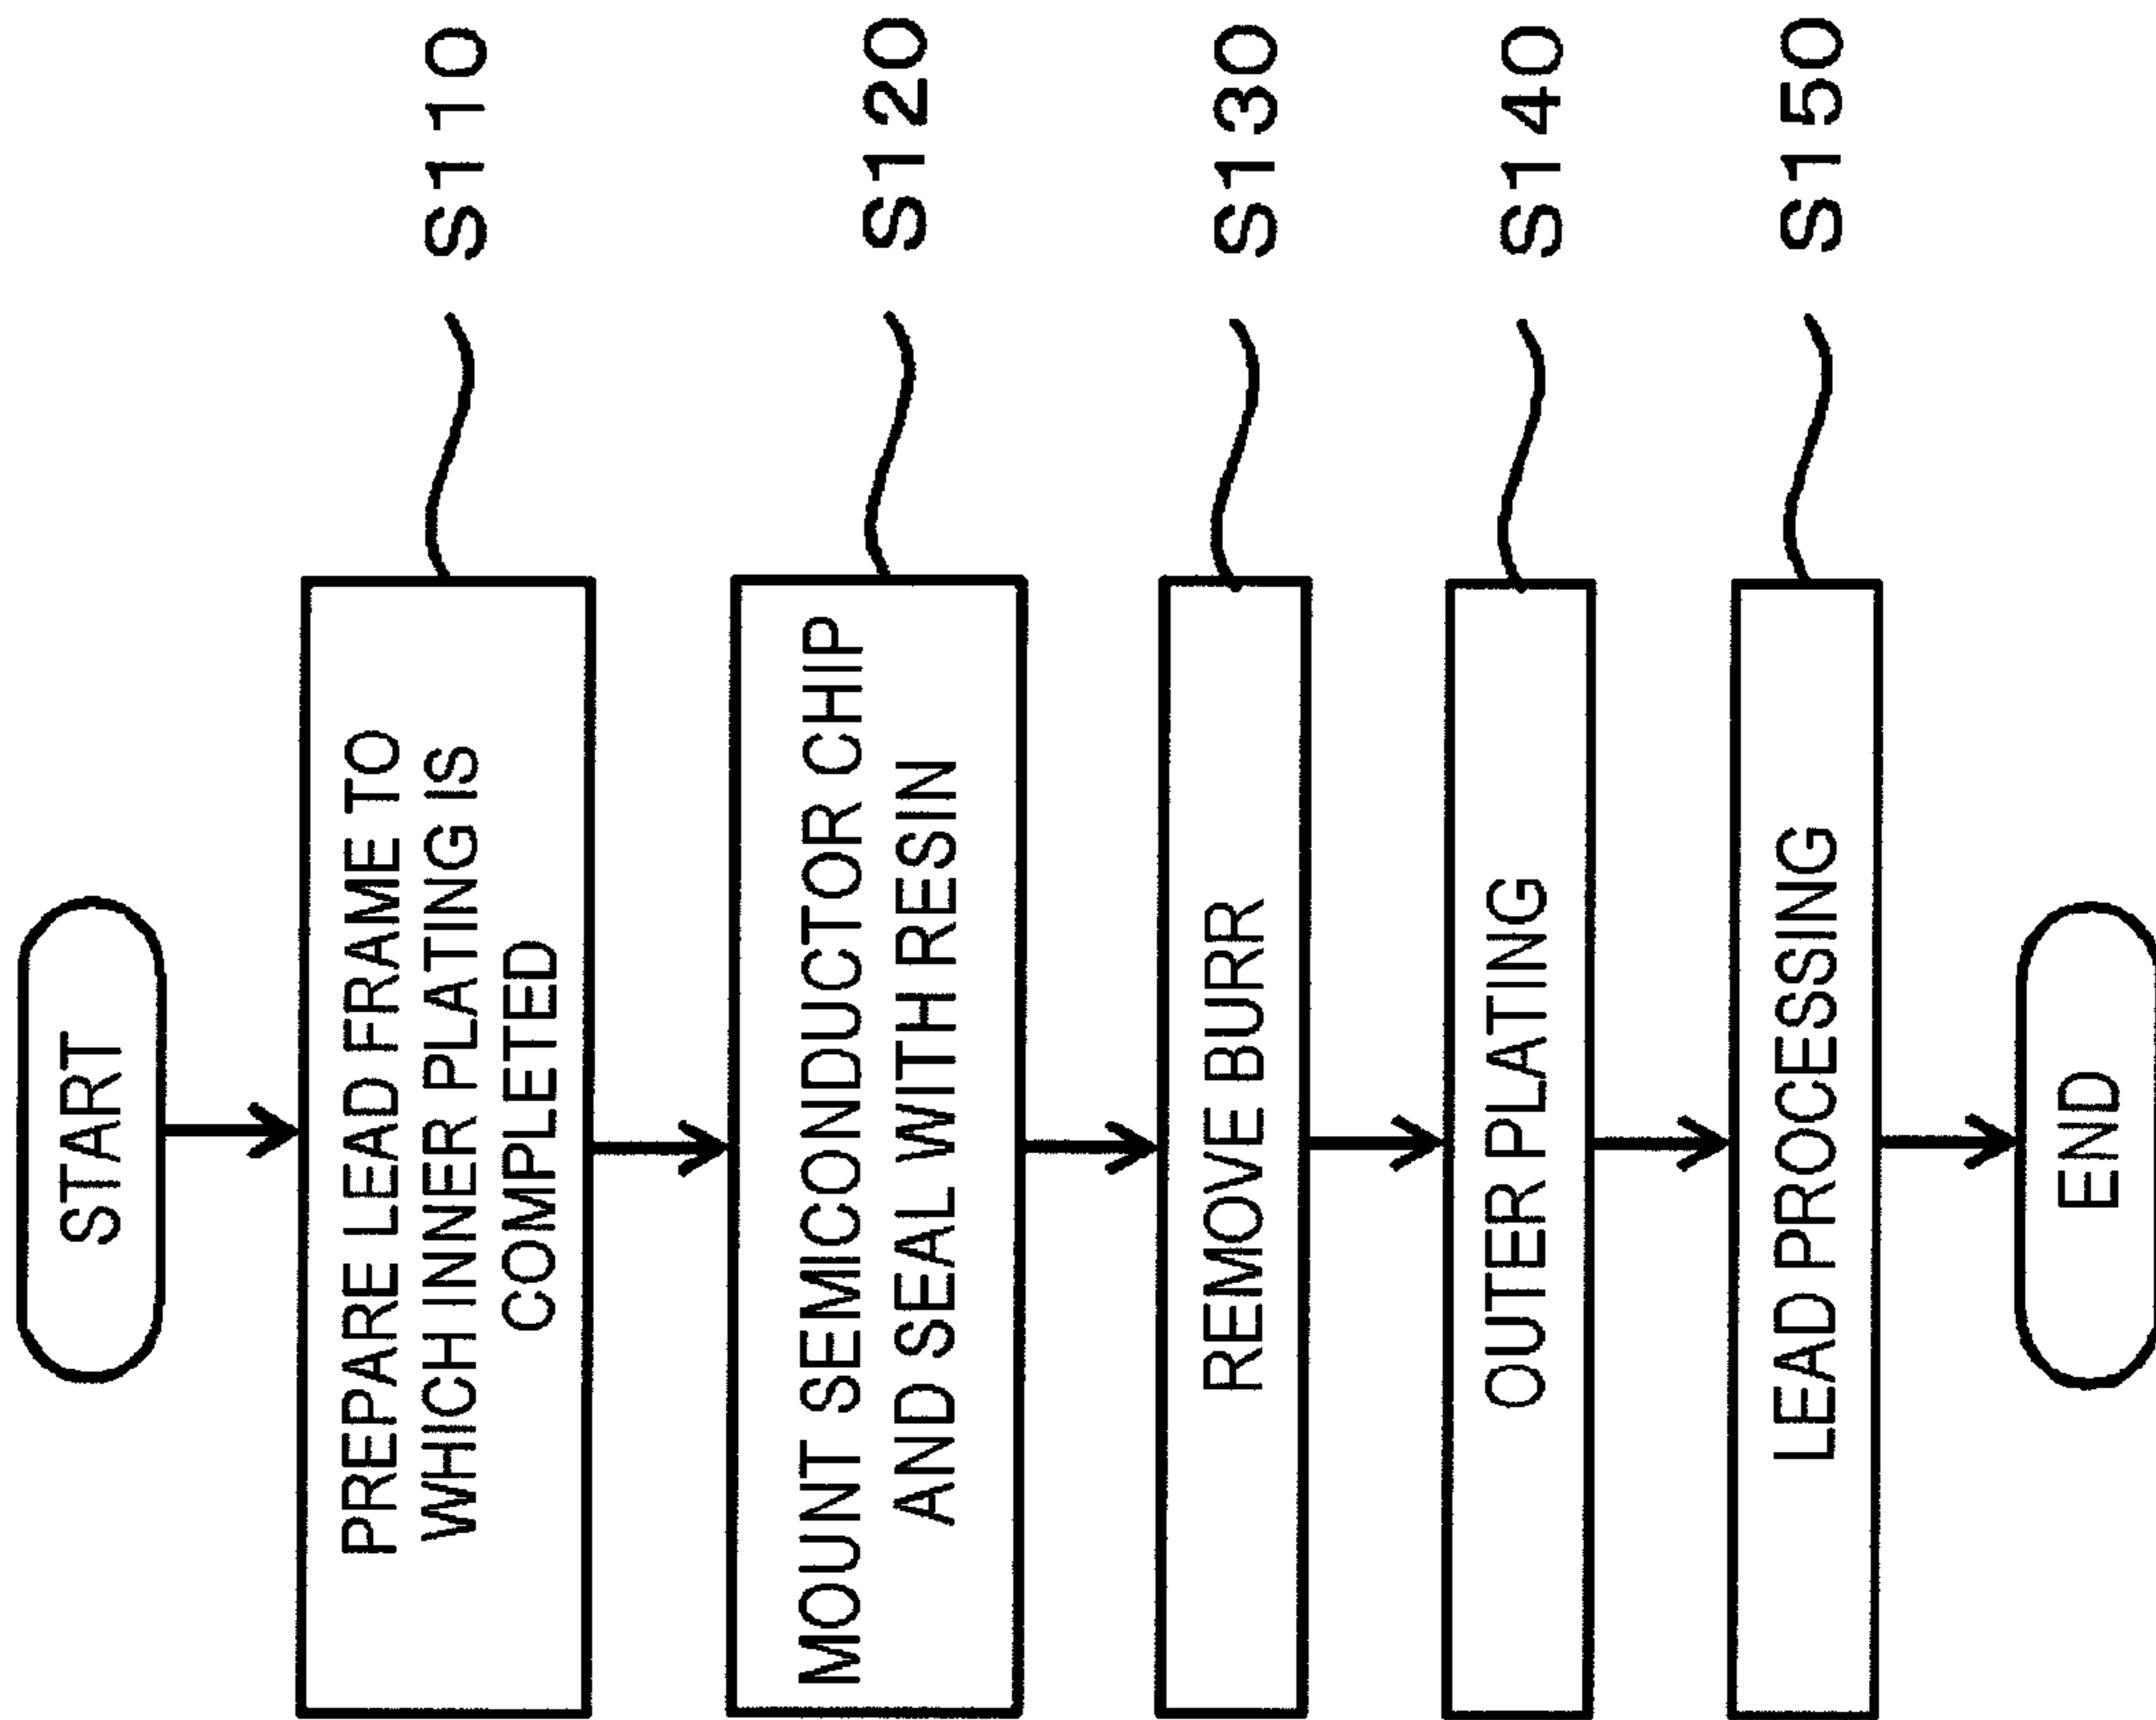 START
PREPARE LEAD FRAME TO
WHICH INNER PLATING IS
COMPLETED
S110
MOUNT SEMICONDUCTOR CHIP
AND SEAL WITH RESIN
S120
REMOVE BURR
S130
OUTER PLATING
S140
LEAD PROCESSING
S150
END